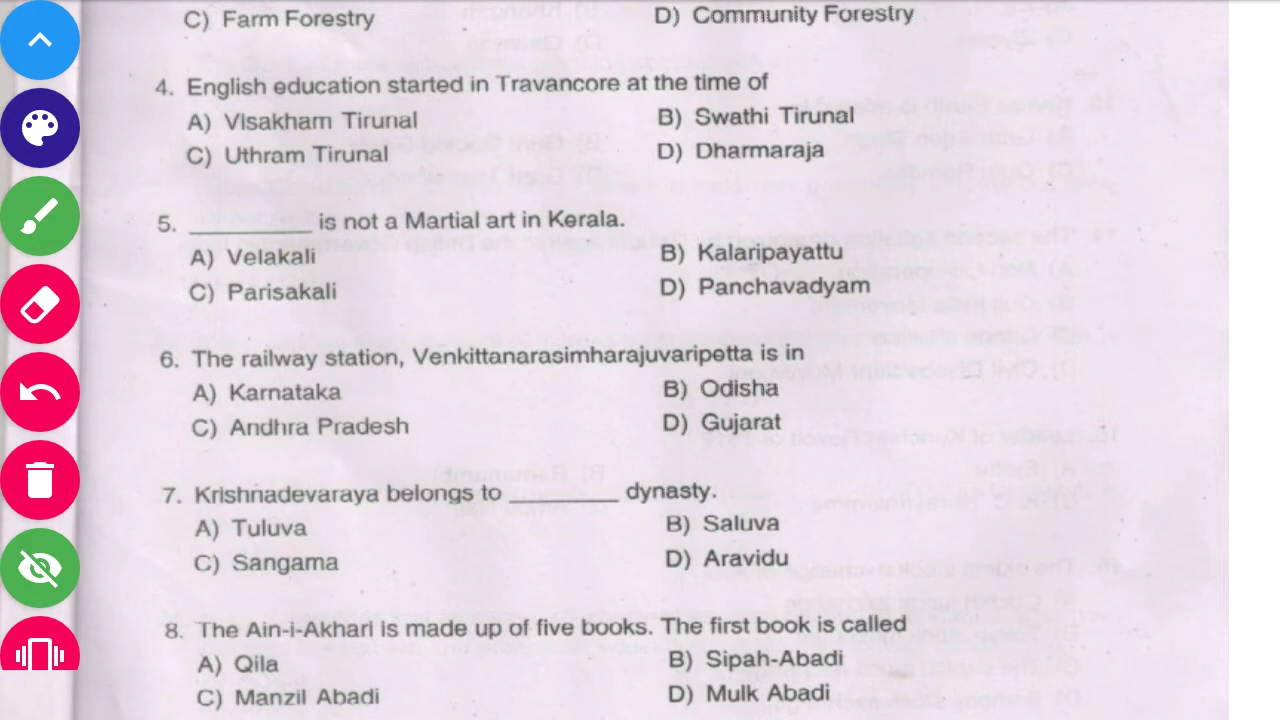 C) Farm Forestry D) Community Forestry
4. English education started in Travancore at the time of
A) Visakham Tirunal B) Swathi Tirunal
C) Uthram Tirunal D) Dharmaraja
5. __________ is not a Martial art in Kerala.
A) Velakali B) Kalaripayattu
C) Parisakali D) Panchavadyam
6. The railway station, Venkittanarasimharajuvaripetta is in
A) Karnataka B) Odisha
C) Andhra Pradesh D) Gujarat
7. Krishnadevaraya belongs to _________ dynasty.
A) Tuluva B) Saluva
C) Sangama D) Aravidu
8. The Ain-i-Akhari is made up of five books. The first book is called
A) Qila B) Sipah-Abadi
C) Manzil Abadi D) Mulk Abadi